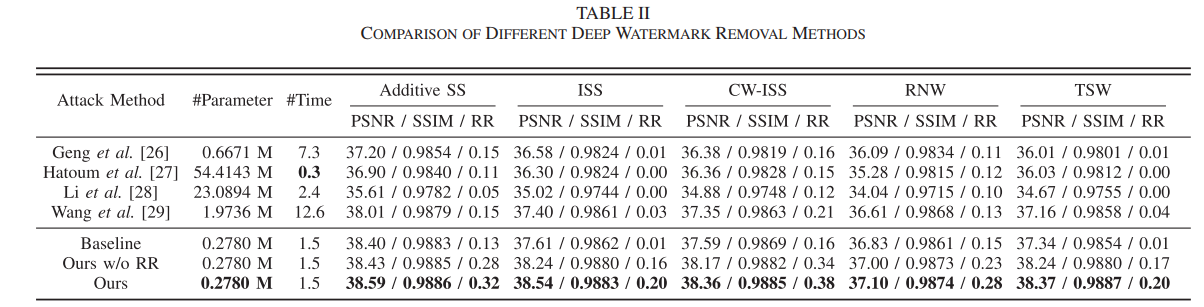 TABLE II
COMPARISON OF DIFFERENT DEEP WATERMARK REMOVAL METHODS
Attack Method #Parameter #Time Additive SS ISS CW-ISS RNW TSW
PSNR / SSIM / RR PSNR / SSIM / RR PSNR / SSIM / RR PSNR / SSIM / RR PSNR / SSIM / RR
Geng et al. [26] 0.6671 M 7.3 37.20 / 0.9854 / 0.15 36.58 / 0.9824 / 0.01 36.38 / 0.9819 / 0.16 36.09 / 0.9834 / 0.11 36.01 / 0.9801 / 0.01
Hatoum et al. [27] 54.4143 M 0.3 36.90 / 0.9840 / 0.11 36.30 / 0.9824 / 0.00 36.36 / 0.9828 / 0.15 35.28 / 0.9815 / 0.12 36.03 / 0.9812 / 0.00
Li et al. [28] 23.0894 M 2.4 35.61 / 0.9782 / 0.05 35.02 / 0.9744 / 0.00 34.88 / 0.9748 / 0.12 34.04 / 0.9715 / 0.10 34.67 / 0.9755 / 0.00
Wang et al. [29] 1.9736 M 12.6 38.01 / 0.9879 / 0.15 37.40 / 0.9861 / 0.03 37.35 / 0.9863 / 0.21 36.61 / 0.9868 / 0.13 37.16 / 0.9858 / 0.04
Baseline 0.2780 M 1.5 38.40 / 0.9883 / 0.13 37.61 / 0.9862 / 0.01 37.59 / 0.9869 / 0.16 36.83 / 0.9861 / 0.15 37.34 / 0.9854 / 0.01
Ours w/o RR 0.2780 M 1.5 38.43 / 0.9885 / 0.28 38.24 / 0.9880 / 0.16 38.17 / 0.9882 / 0.34 37.00 / 0.9873 / 0.23 38.24 / 0.9880 / 0.17
Ours 0.2780 M 1.5 38.59 / 0.9886 / 0.32 38.54 / 0.9883 / 0.20 38.36 / 0.9885 / 0.38 37.10 / 0.9874 / 0.28 38.37 / 0.9887 / 0.20